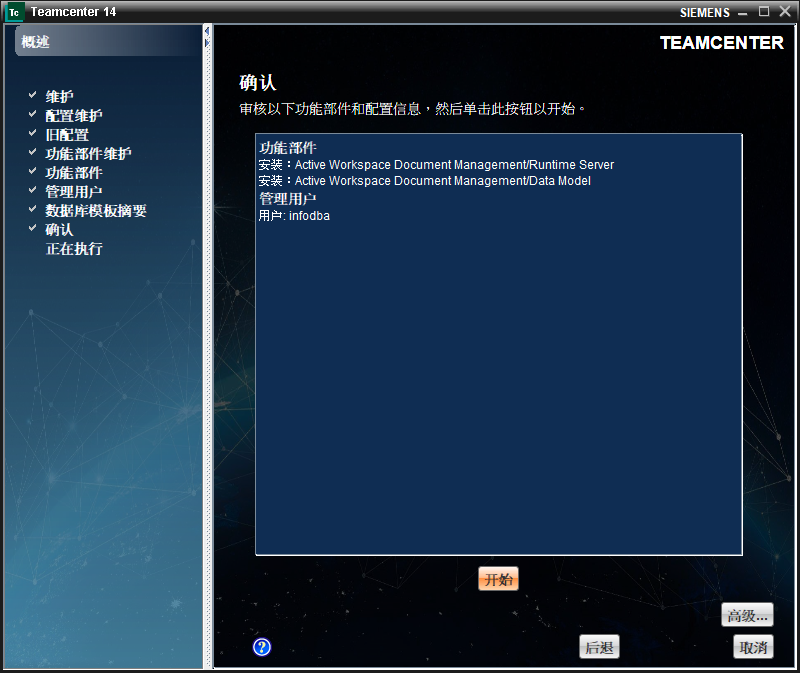 Teamcenter 14
SIEMENS
概述
TEAMCENTER
维护
配置维护
旧配置
功能部件维护
功能部件
管理用户
数据库模板摘要
确认
正在执行
确认
审核以下功能部件和配置信息，然后单击此按钮以开始。
功能部件
安装：Active Workspace Document Management/Runtime Server
安装：Active Workspace Document Management/Data Model
管理用户
用户: infodba
开始
高级...
后退
取消